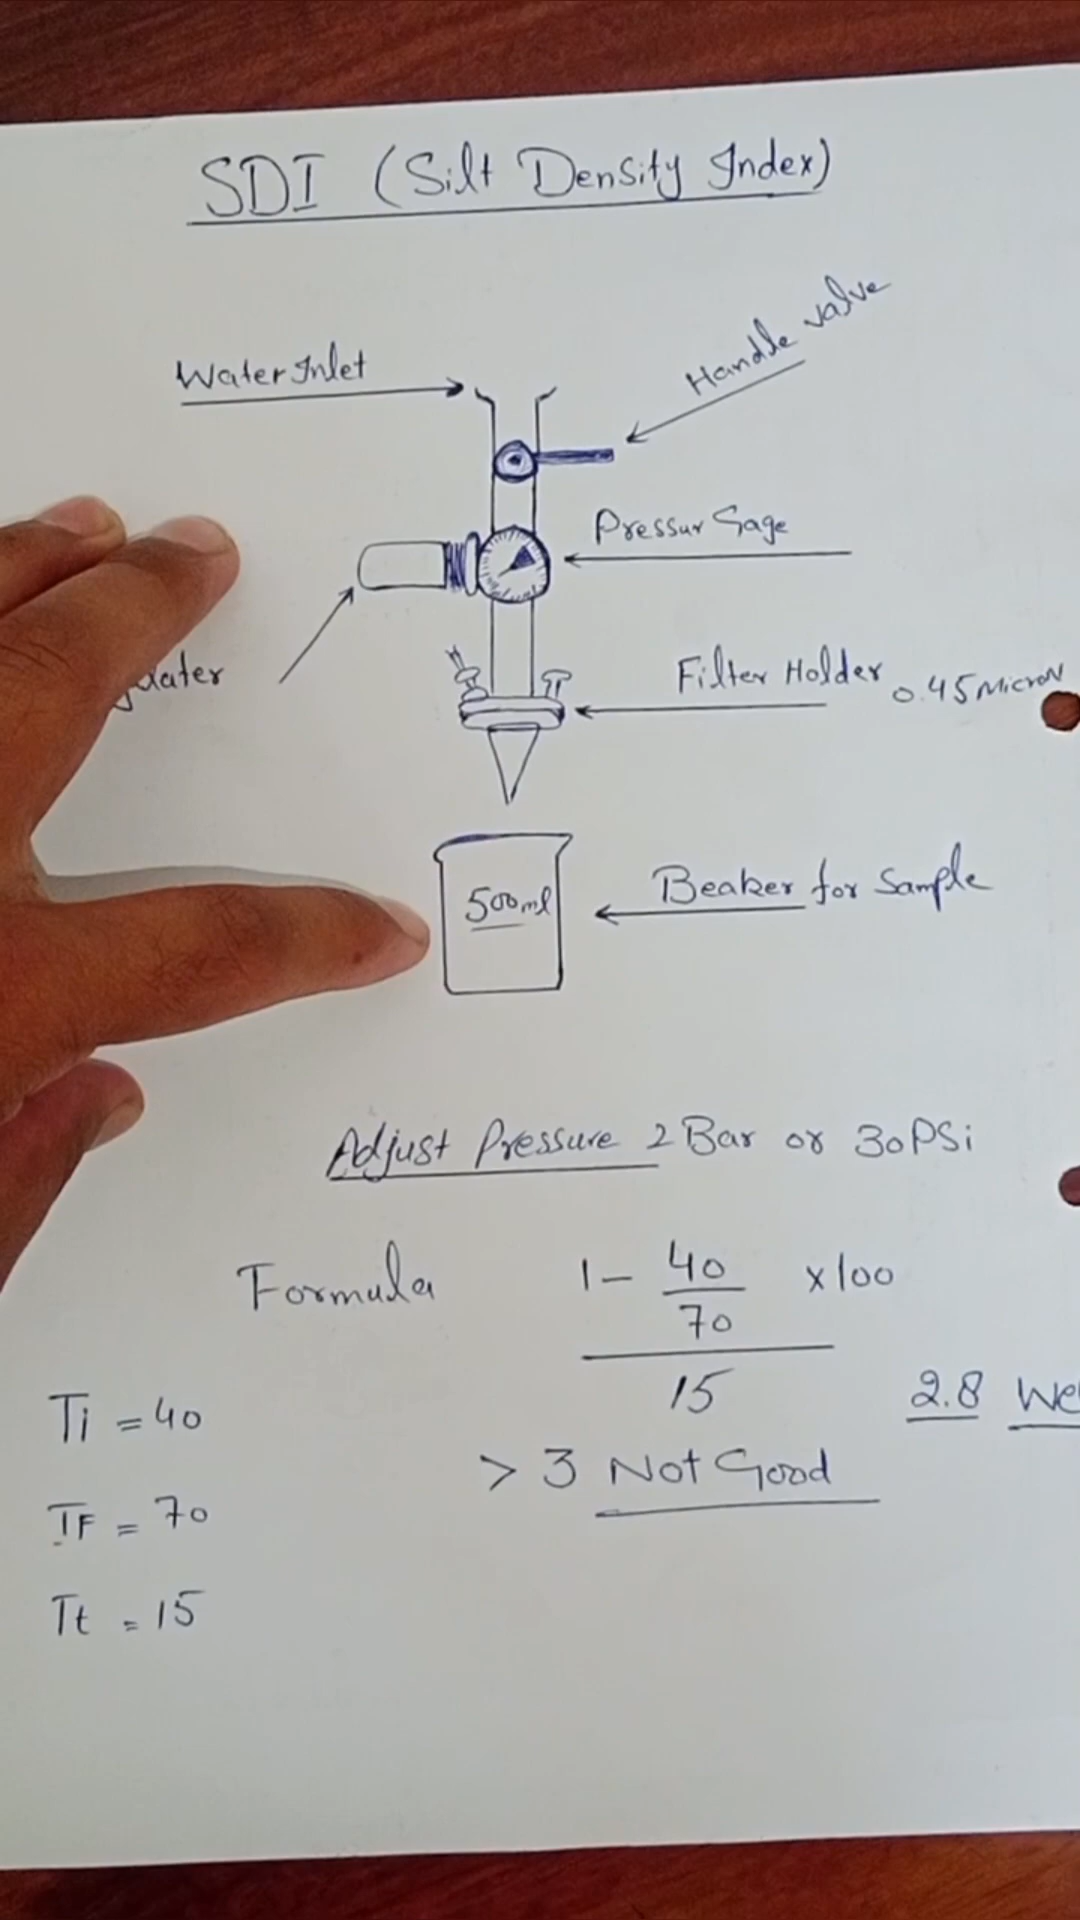 SDI (Silt Density Index)
Water Inlet
Handle Valve
Pressur Gage
Filter Holder 0.45 MicroN
500ml
Beaker for Sample
Adjust Pressure 2 Bar or 30 PSi
Formula
1 - 40 x100
70
15
2.8
Ti = 40
> 3 Not Good
TF = 70
Tt = 15